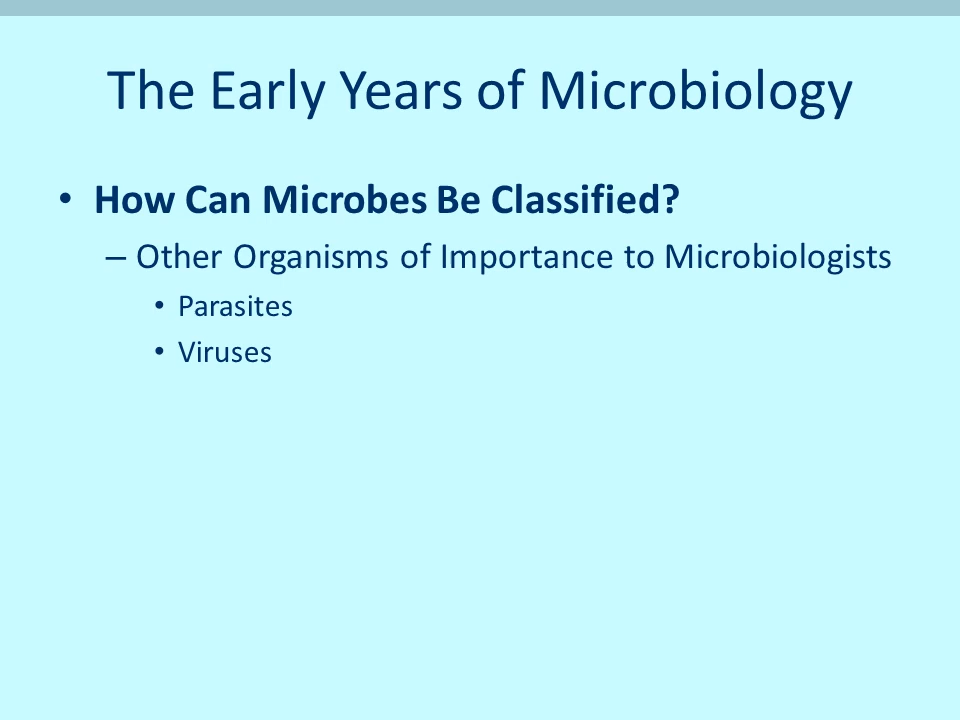 The Early Years of Microbiology
• How Can Microbes Be Classified?
– Other Organisms of Importance to Microbiologists
• Parasites
• Viruses